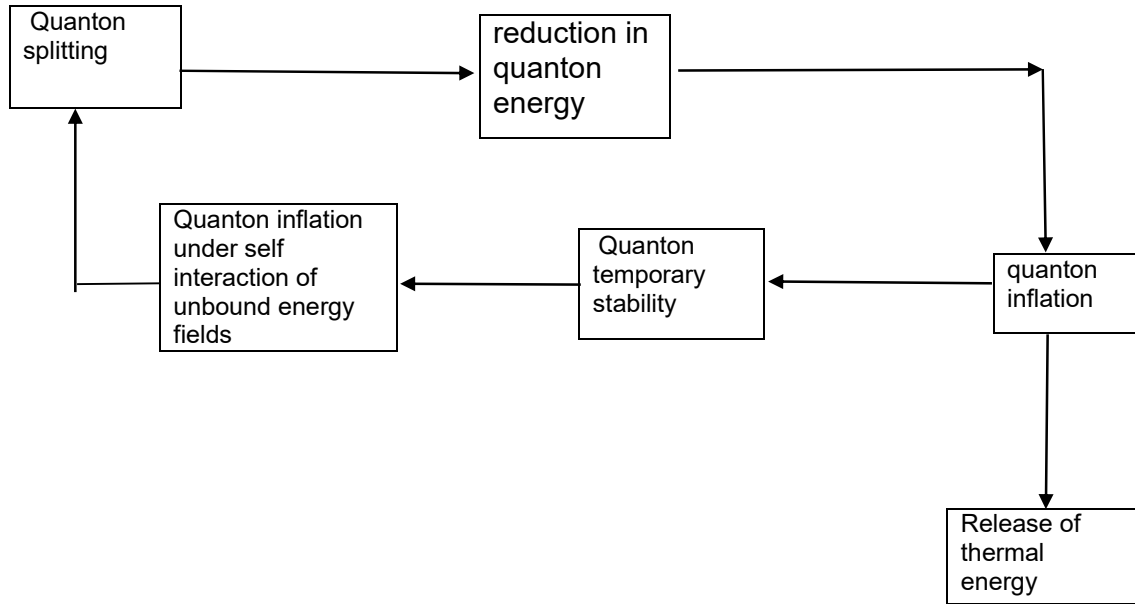 Quanton
splitting
reduction in
quanton
energy
Quanton inflation
under self
interaction of
unbound energy
fields
Quanton
temporary
stability
quanton
inflation
Release of
thermal
energy